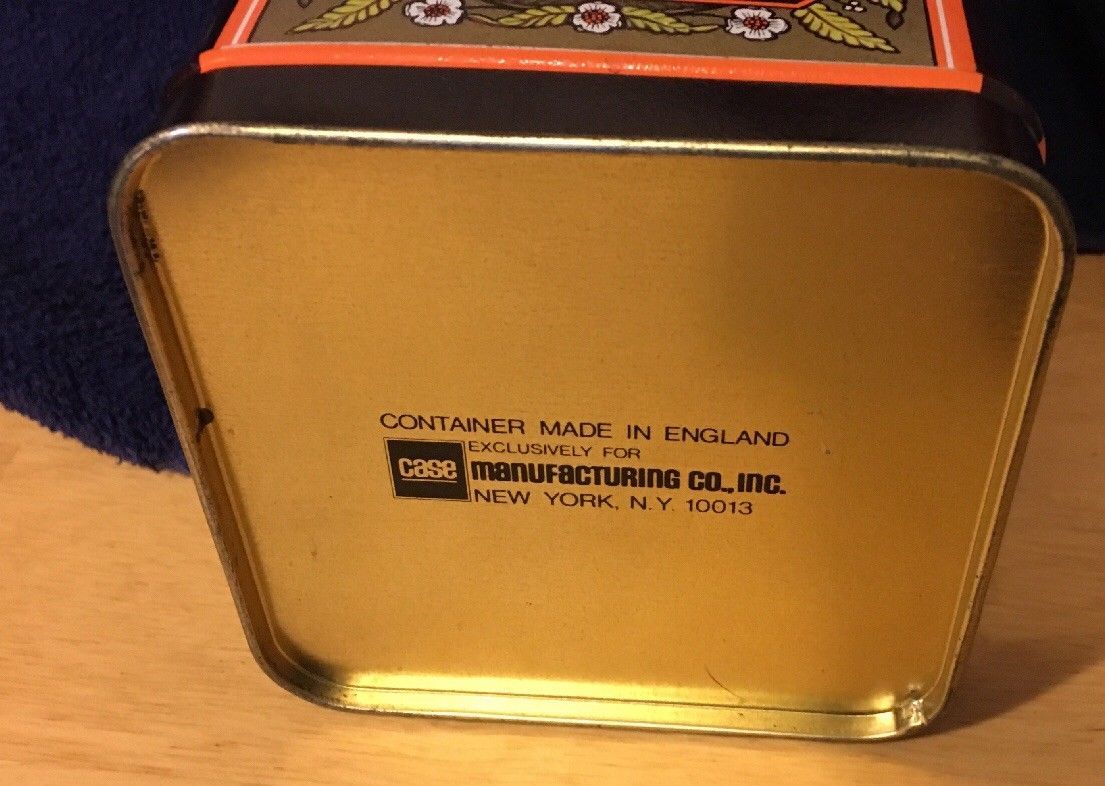 CONTAINER MADE IN ENGLAND
EXCLUSIVELY FOR
case manufacturing co., inc.
NEW YORK, N.Y. 10013